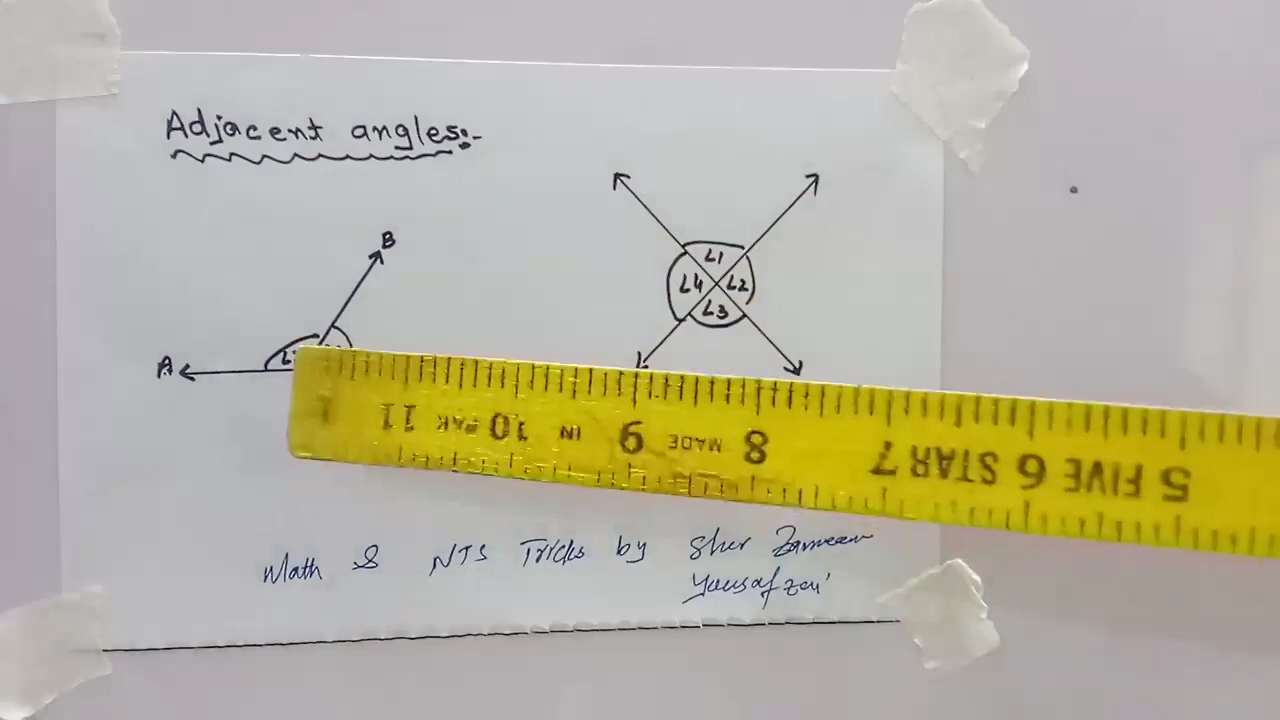 Adjacent angles:-
B
A
∠1
∠4 ∠2
∠3
11 PAK 10 IN 9 MADE 8 7 STAR 6 FIVE 5
Math & NTS Tricks by Sher Zameen
Yousafzai